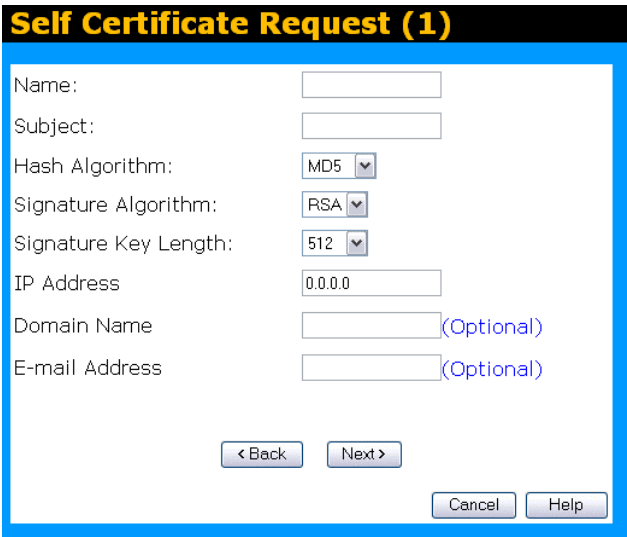 Self Certificate Request (1)
Name:
Subject:
Hash Algorithm: MD5
Signature Algorithm: RSA
Signature Key Length: 512
IP Address 0.0.0.0
Domain Name (Optional)
E-mail Address (Optional)
< Back Next >
Cancel Help